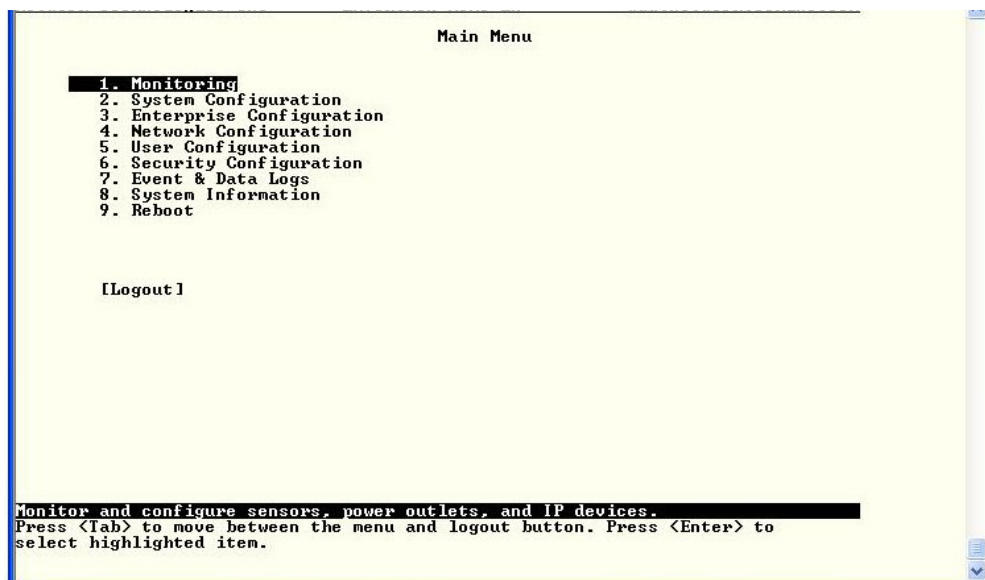 Main Menu
1. Monitoring
2. System Configuration
3. Enterprise Configuration
4. Network Configuration
5. User Configuration
6. Security Configuration
7. Event & Data Logs
8. System Information
9. Reboot
[Logout]
Monitor and configure sensors, power outlets, and IP devices.
Press <Tab> to move between the menu and logout button. Press <Enter> to
select highlighted item.